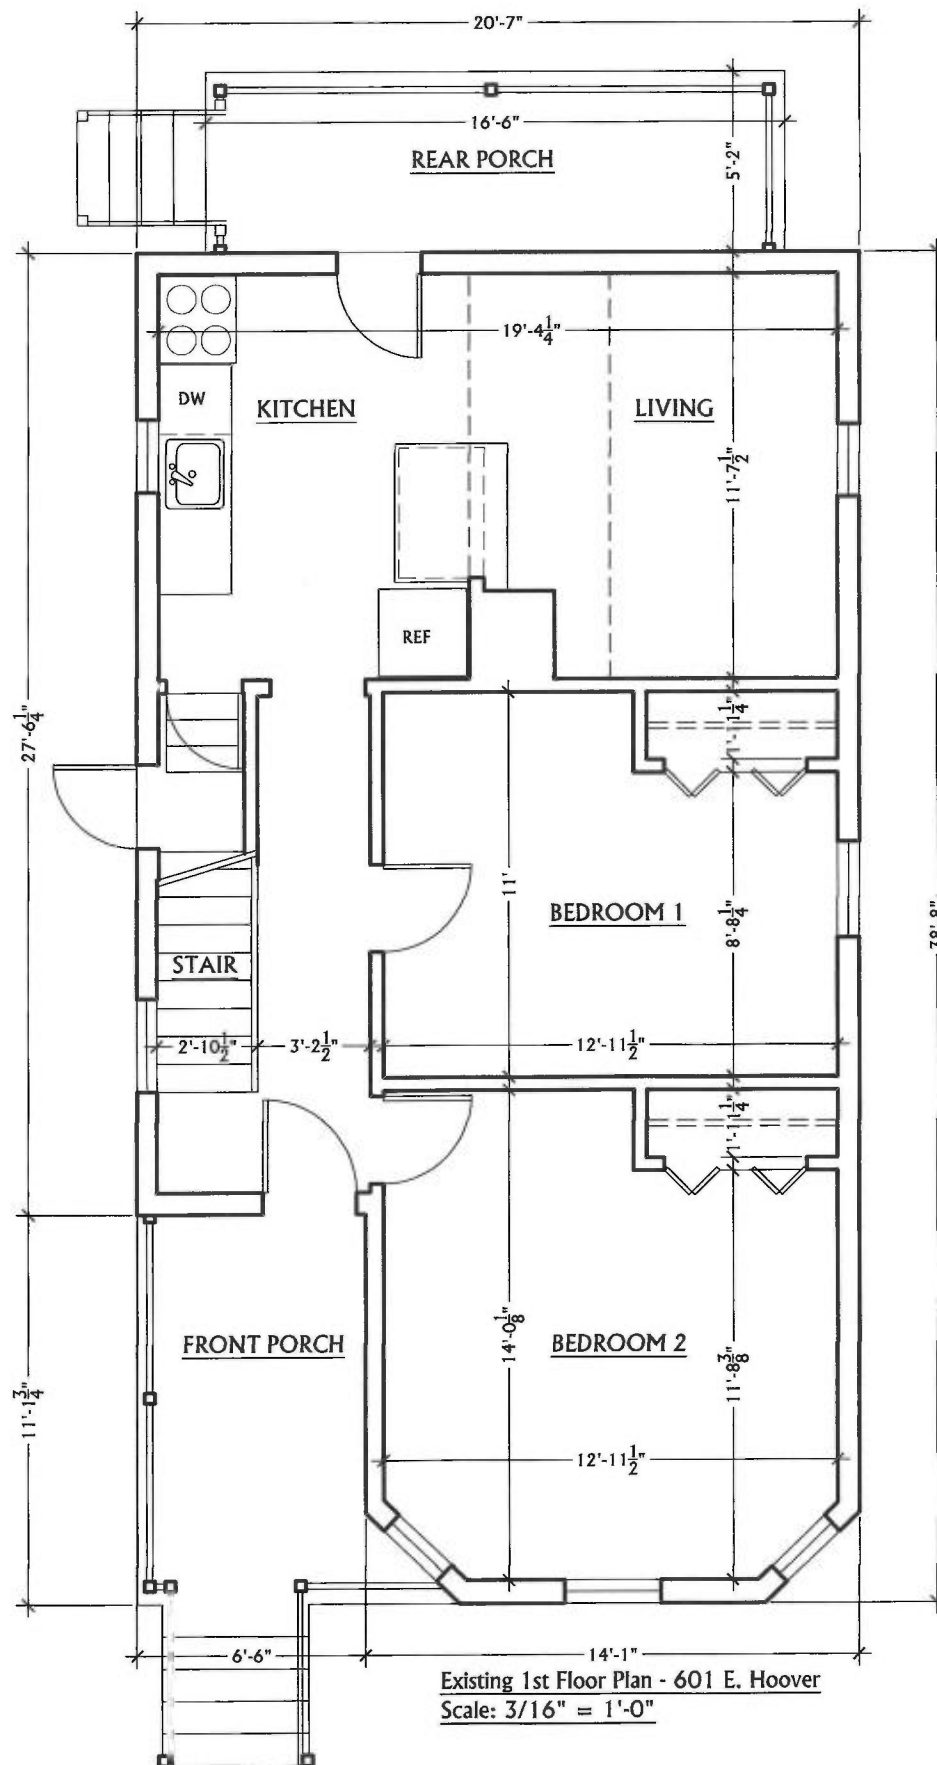 20'-7"
16'-6"
REAR PORCH
5'-2"
19'-4 1/4"
DW
KITCHEN
LIVING
11'-7 1/2"
REF
27'-6 1/4"
1'-11 1/4"
11'
BEDROOM 1
8'-8 1/4"
STAIR
2'-10 1/2"
3'-2 1/2"
12'-11 1/2"
1'-11 1/4"
FRONT PORCH
14'-0 1/8"
BEDROOM 2
11'-8 3/8"
11'-1 3/4"
12'-11 1/2"
6'-6"
14'-1"
Existing 1st Floor Plan - 601 E. Hoover
Scale: 3/16" = 1'-0"